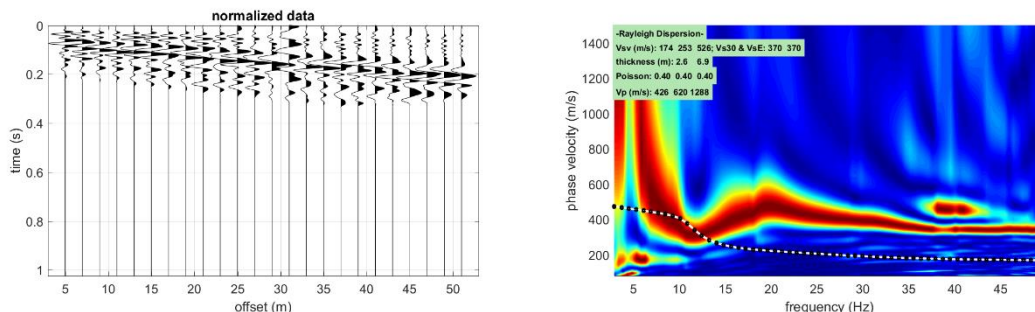 normalized data
0
0.2
0.4
0.6
0.8
1
time (s)
5 10 15 20 25 30 35 40 45 50
offset (m)
-Rayleigh Dispersion-
Vsv (m/s): 174 253 526; Vs30 & VsE: 370 370
thickness (m): 2.6 6.9
Poisson: 0.40 0.40 0.40
Vp (m/s): 426 620 1288
1400
1200
1000
800
600
400
200
phase velocity (m/s)
5 10 15 20 25 30 35 40 45
frequency (Hz)